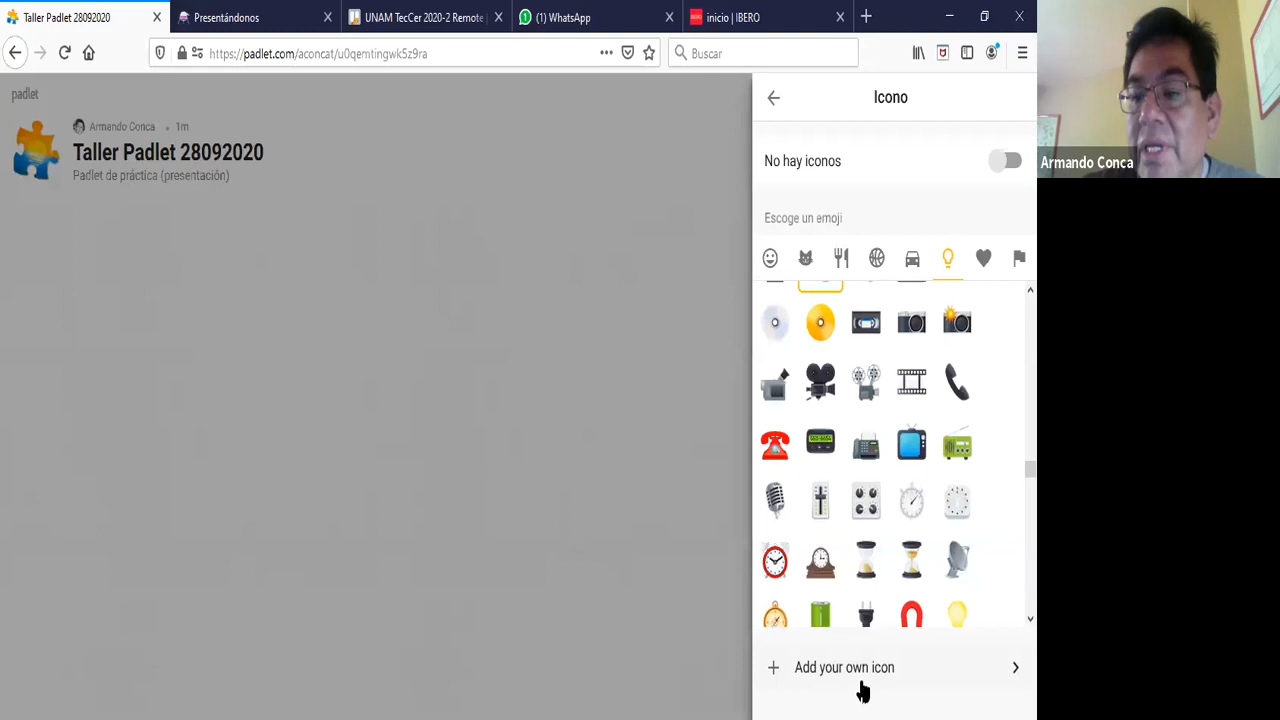 Taller Padlet 28092020
Presentándonos
UNAM TecCer 2020-2 Remote
(1) WhatsApp
inicio | IBERO
https://padlet.com/aconcat/u0qemtingwk5z9ra
Buscar
padlet
Armando Conca • 1m
Taller Padlet 28092020
Padlet de práctica (presentación)
Icono
No hay iconos
Escoge un emoji
Add your own icon
Armando Conca